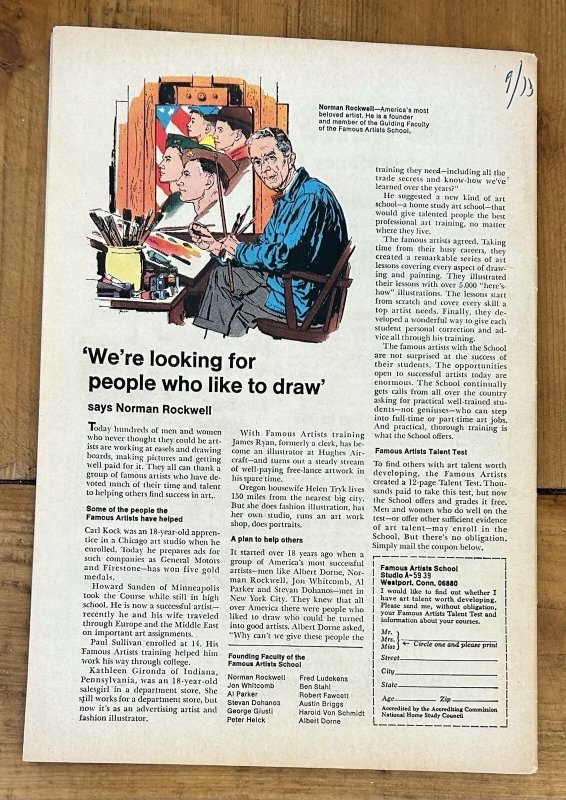 9/13
Norman Rockwell—America's most
beloved artist. He is a founder
and member of the Guiding Faculty
of the Famous Artists School.
'We're looking for
people who like to draw'
says Norman Rockwell
Today hundreds of men and women
who never thought they could be art-
ists are working at easels and drawing
boards, making pictures and getting
well paid for it. They all can thank a
group of famous artists who have de-
voted much of their time and talent
to helping others find success in art.
Some of the people the
Famous Artists have helped
Carl Kock was an 18-year-old appren-
tice in a Chicago art studio when he
enrolled. Today he prepares ads for
such companies as General Motors
and Firestone—has won five gold
medals.
Howard Sanden of Minneapolis
took the Course while still in high
school. He is now a successful artist—
recently he and his wife traveled
through Europe and the Middle East
on important art assignments.
Paul Sullivan enrolled at 14. His
Famous Artists training helped him
work his way through college.
Kathleen Gironda of Indiana,
Pennsylvania, was an 18-year-old
salesgirl in a department store. She
still works for a department store, but
now it's as an advertising artist and
fashion illustrator.
With Famous Artists training
James Ryan, formerly a clerk, has be-
come an illustrator at Hughes Air-
craft—and turns out a steady stream
of well-paying free-lance artwork in
his spare time.
Oregon housewife Helen Tryk lives
150 miles from the nearest big city.
But she does fashion illustration, has
her own studio, runs an art work
shop, does portraits.
A plan to help others
It started over 18 years ago when a
group of America's most successful
artists—men like Albert Dorne, Nor-
man Rockwell, Jon Whitcomb, Al
Parker and Stevan Dohanos—met in
New York City. They knew that all
over America there were people who
liked to draw who could be turned
into good artists. Albert Dorne asked,
"Why can't we give these people the
Founding Faculty of the
Famous Artists School
Norman Rockwell
Jon Whitcomb
Al Parker
Stevan Dohanos
George Giusti
Peter Helck
Fred Ludekens
Ben Stahl
Robert Fawcett
Austin Briggs
Harold Von Schmidt
Albert Dorne
training they need—including all the
trade secrets and know-how we've
learned over the years?"
He suggested a new kind of art
school—a home study art school—that
would give talented people the best
professional art training, no matter
where they live.
The famous artists agreed. Taking
time from their busy careers, they
created a remarkable series of art
lessons covering every aspect of draw-
ing and painting. They illustrated
their lessons with over 5,000 "here's-
how" illustrations. The lessons start
from scratch and cover every skill a
top artist needs. Finally, they de-
veloped a wonderful way to give each
student personal correction and ad-
vice all through his training.
The famous artists with the School
are not surprised at the success of
their students. The opportunities
open to successful artists today are
enormous. The School continually
gets calls from all over the country
asking for practical well-trained stu-
dents—not geniuses—who can step
into full-time or part-time art jobs.
And practical, thorough training is
what the School offers.
Famous Artists Talent Test
To find others with art talent worth
developing, the Famous Artists
created a 12-page Talent Test. Thou-
sands paid to take this test, but now
the School offers and grades it free.
Men and women who do well on the
test—or offer other sufficient evidence
of art talent—may enroll in the
School. But there's no obligation.
Simply mail the coupon below.
Famous Artists School
Studio A-5939
Westport, Conn. 06880
I would like to find out whether I
have art talent worth developing.
Please send me, without obligation,
your Famous Artists Talent Test and
information about your courses.
Mr.
Mrs.
Miss
Circle one and please print
Street
City
State
Age Zip
Accredited by the Accrediting Commission
National Home Study Council